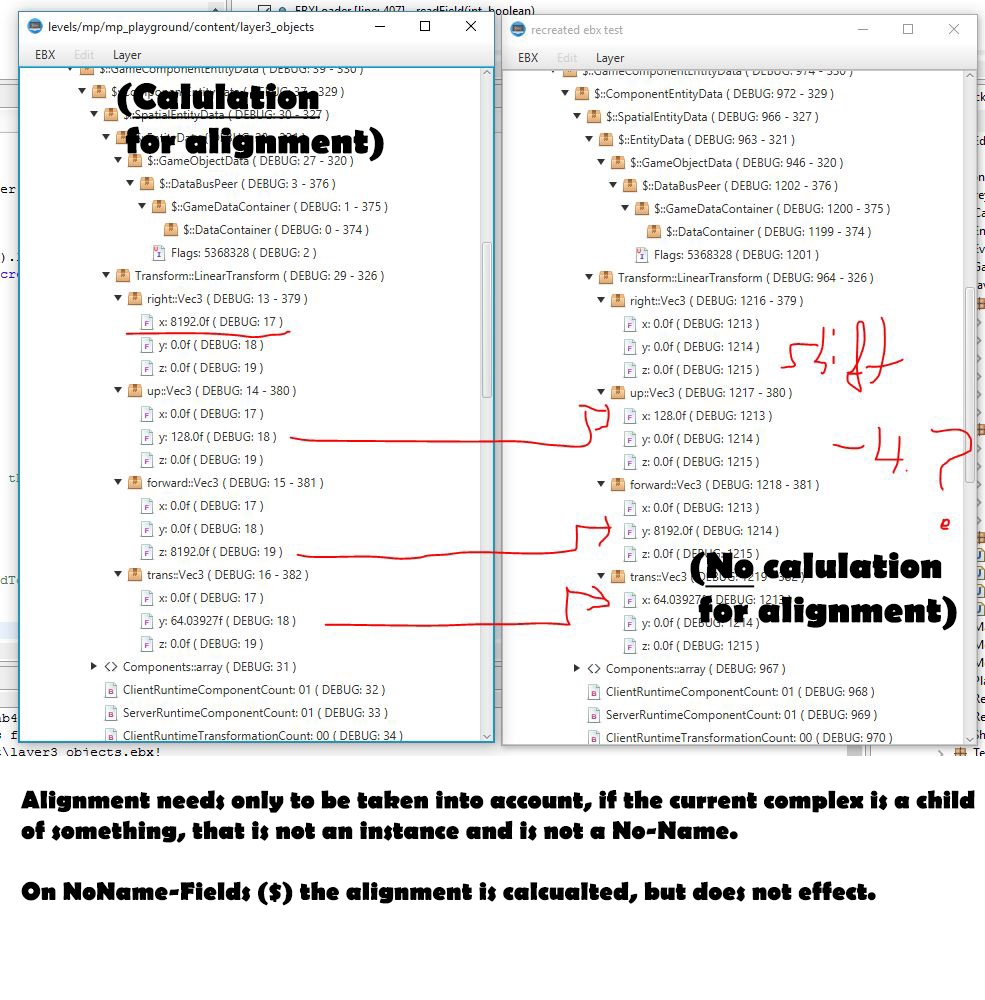 EBXLoader [line: 407] - readField(int, boolean)
levels/mp/mp_playground/content/layer3_objects
EBX Edit Layer
$::GameComponentEntityData ( DEBUG: 39 - 330 )
(Calulation
$::SpatialEntityData ( DEBUG: 30 - 327 )
for alignment)
$::GameObjectData ( DEBUG: 27 - 320 )
$::DataBusPeer ( DEBUG: 3 - 376 )
$::GameDataContainer ( DEBUG: 1 - 375 )
$::DataContainer ( DEBUG: 0 - 374 )
Flags: 5368328 ( DEBUG: 2 )
Transform::LinearTransform ( DEBUG: 29 - 326 )
right::Vec3 ( DEBUG: 13 - 379 )
x: 8192.0f ( DEBUG: 17 )
y: 0.0f ( DEBUG: 18 )
z: 0.0f ( DEBUG: 19 )
up::Vec3 ( DEBUG: 14 - 380 )
x: 0.0f ( DEBUG: 17 )
y: 128.0f ( DEBUG: 18 )
z: 0.0f ( DEBUG: 19 )
forward::Vec3 ( DEBUG: 15 - 381 )
x: 0.0f ( DEBUG: 17 )
y: 0.0f ( DEBUG: 18 )
z: 8192.0f ( DEBUG: 19 )
trans::Vec3 ( DEBUG: 16 - 382 )
x: 0.0f ( DEBUG: 17 )
y: 64.03927f ( DEBUG: 18 )
z: 0.0f ( DEBUG: 19 )
Components::array ( DEBUG: 31 )
ClientRuntimeComponentCount: 01 ( DEBUG: 32 )
ServerRuntimeComponentCount: 01 ( DEBUG: 33 )
ClientRuntimeTransformationCount: 00 ( DEBUG: 34 )
recreated ebx test
EBX Edit Layer
$::GameComponentEntityData ( DEBUG: 974 - 330 )
$::ComponentEntityData ( DEBUG: 972 - 329 )
$::SpatialEntityData ( DEBUG: 966 - 327 )
$::EntityData ( DEBUG: 963 - 321 )
$::GameObjectData ( DEBUG: 946 - 320 )
$::DataBusPeer ( DEBUG: 1202 - 376 )
$::GameDataContainer ( DEBUG: 1200 - 375 )
$::DataContainer ( DEBUG: 1199 - 374 )
Flags: 5368328 ( DEBUG: 1201 )
Transform::LinearTransform ( DEBUG: 964 - 326 )
right::Vec3 ( DEBUG: 1216 - 379 )
x: 0.0f ( DEBUG: 1213 )
y: 0.0f ( DEBUG: 1214 )
z: 0.0f ( DEBUG: 1215 )
shift
up::Vec3 ( DEBUG: 1217 - 380 )
x: 128.0f ( DEBUG: 1213 )
y: 0.0f ( DEBUG: 1214 )
z: 0.0f ( DEBUG: 1215 )
-4. ?
forward::Vec3 ( DEBUG: 1218 - 381 )
x: 0.0f ( DEBUG: 1213 )
y: 8192.0f ( DEBUG: 1214 )
z: 0.0f ( DEBUG: 1215 )
(No calulation
trans::Vec3 ( DEBUG: 1219 - 382 )
x: 64.03927f ( DEBUG: 1213 )
for alignment)
y: 0.0f ( DEBUG: 1214 )
z: 0.0f ( DEBUG: 1215 )
Components::array ( DEBUG: 967 )
ClientRuntimeComponentCount: 01 ( DEBUG: 968 )
ServerRuntimeComponentCount: 01 ( DEBUG: 969 )
ClientRuntimeTransformationCount: 00 ( DEBUG: 970 )
\layer3_objects.ebx!
Alignment needs only to be taken into account, if the current complex is a child
of something, that is not an instance and is not a No-Name.
On NoName-Fields ($) the alignment is calcualted, but does not effect.